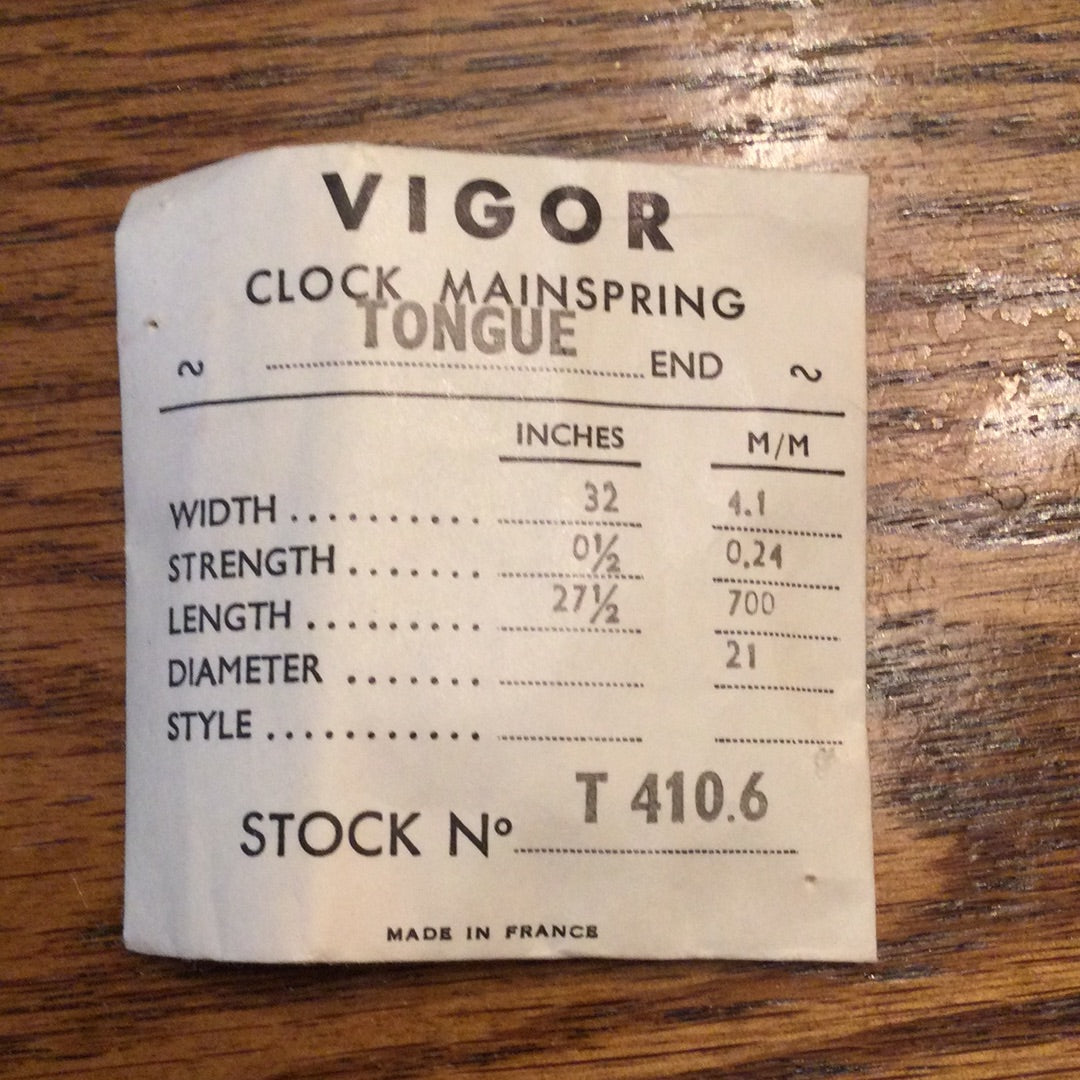 VIGOR
CLOCK MAINSPRING
~ TONGUE END ~
INCHES M/M
WIDTH .......... 32 4.1
STRENGTH ....... 0½ 0.24
LENGTH ......... 27½ 700
DIAMETER ....... 21
STYLE ...........
STOCK Nº T 410.6
MADE IN FRANCE